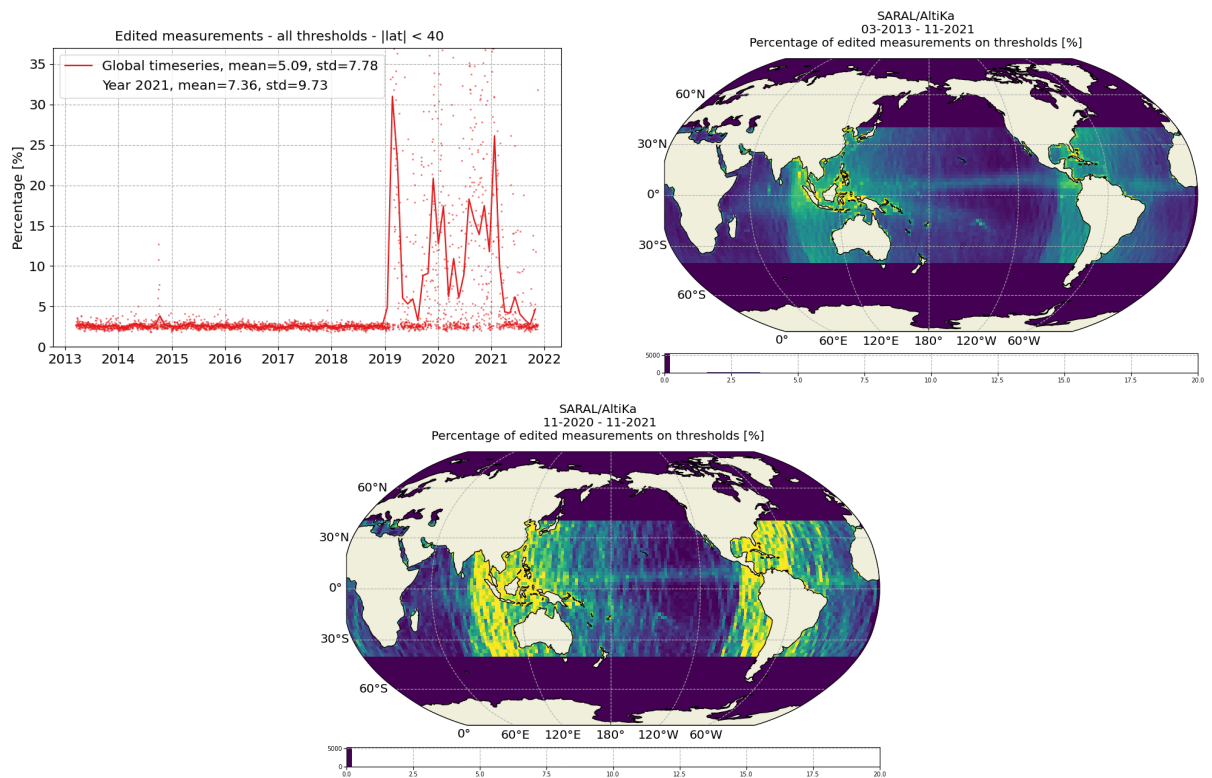 Edited measurements - all thresholds - |lat| < 40
Percentage [%]
35
30
25
20
15
10
5
0
Global timeseries, mean=5.09, std=7.78
Year 2021, mean=7.36, std=9.73
2013 2014 2015 2016 2017 2018 2019 2020 2021 2022
SARAL/AltiKa
03-2013 - 11-2021
Percentage of edited measurements on thresholds [%]
60°N
30°N
0°
30°S
60°S
0° 60°E 120°E 180° 120°W 60°W
5000
0
0.0 2.5 5.0 7.5 10.0 12.5 15.0 17.5 20.0
SARAL/AltiKa
11-2020 - 11-2021
Percentage of edited measurements on thresholds [%]
60°N
30°N
0°
30°S
60°S
0° 60°E 120°E 180° 120°W 60°W
5000
0
0.0 2.5 5.0 7.5 10.0 12.5 15.0 17.5 20.0